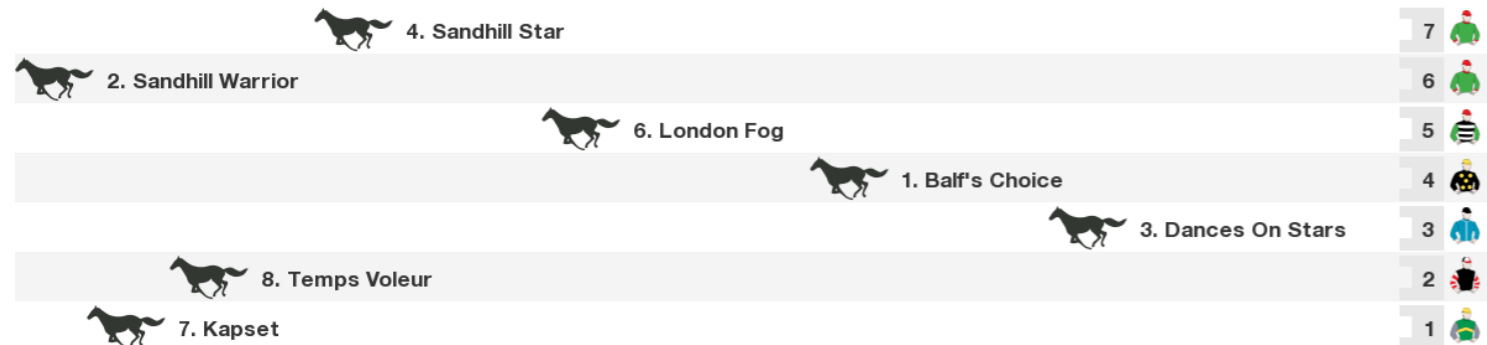 4. Sandhill Star 7
2. Sandhill Warrior 6
6. London Fog 5
1. Balf's Choice 4
3. Dances On Stars 3
8. Temps Voleur 2
7. Kapset 1